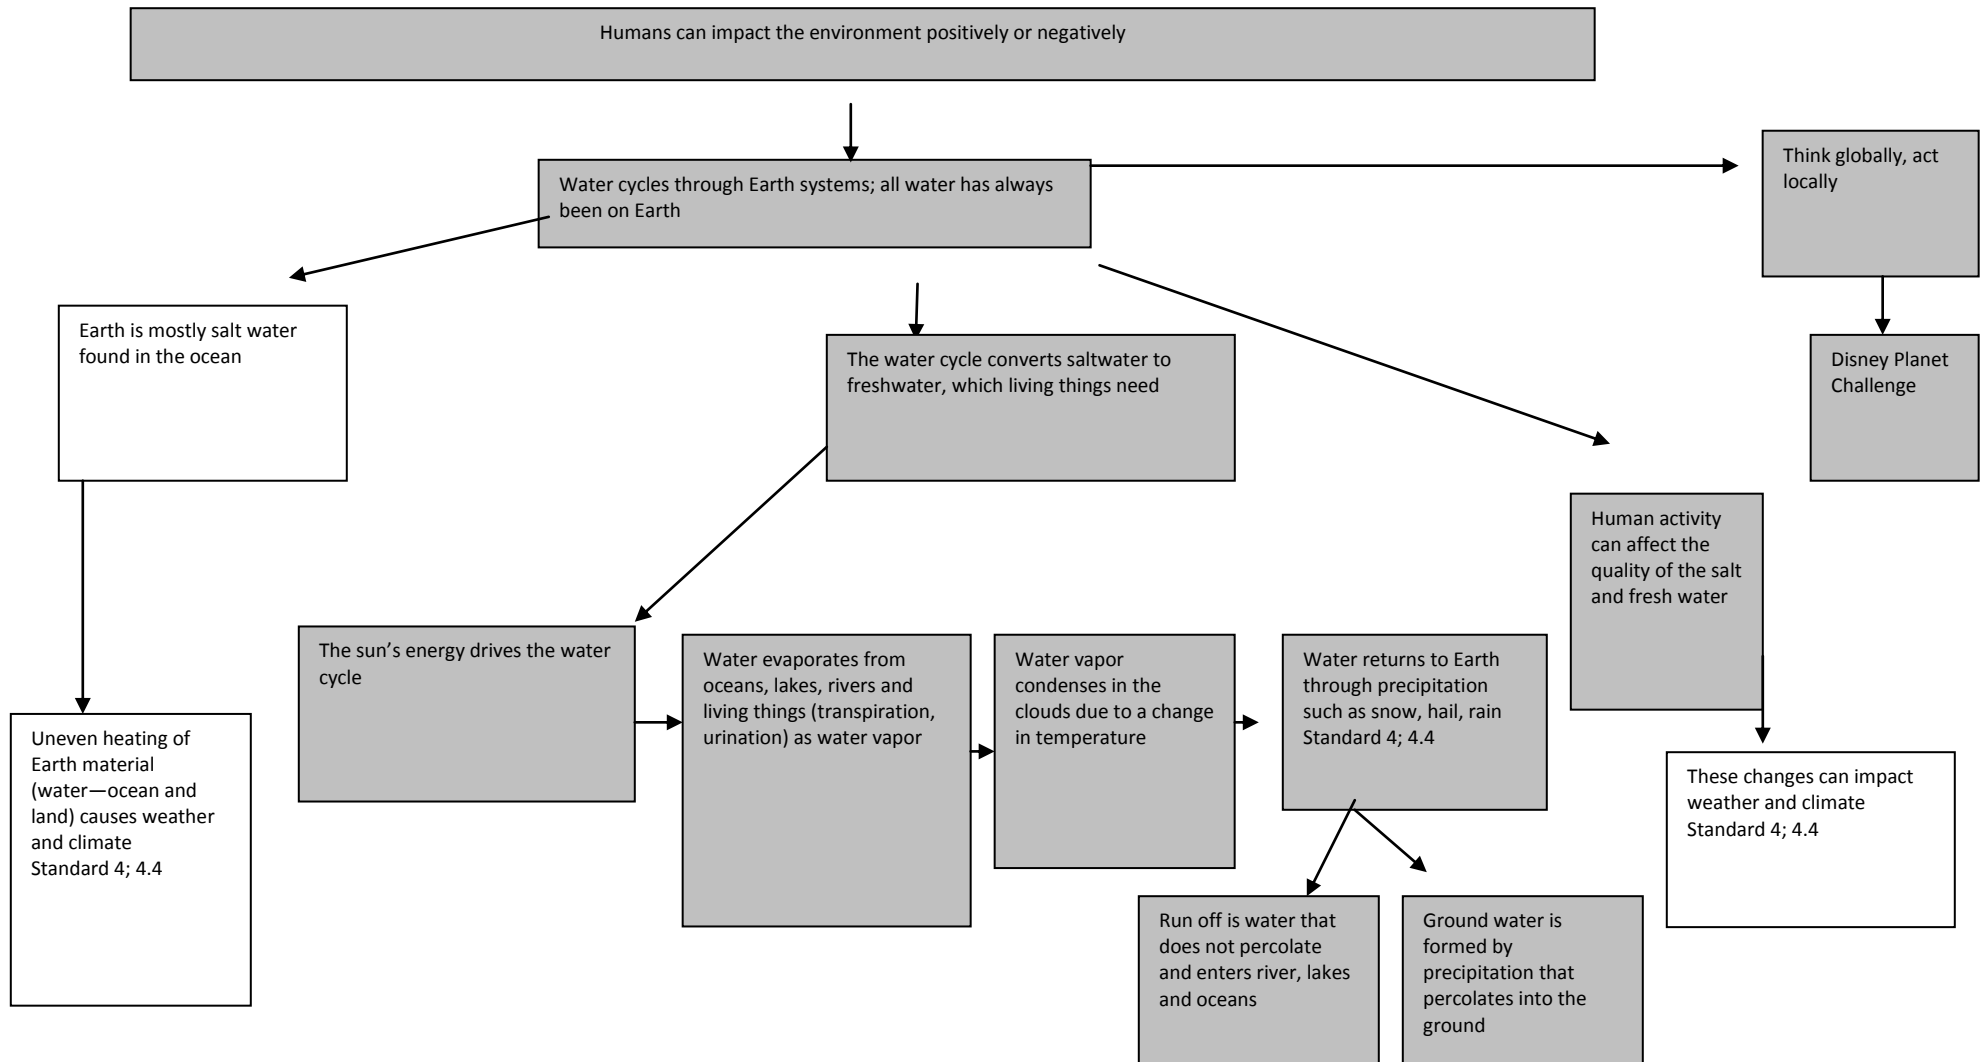 Humans can impact the environment positively or negatively
Water cycles through Earth systems; all water has always
been on Earth
Think globally, act
locally
Earth is mostly salt water
found in the ocean
The water cycle converts saltwater to
freshwater, which living things need
Disney Planet
Challenge
Human activity
can affect the
quality of the salt
and fresh water
The sun’s energy drives the water
cycle
Water evaporates from
oceans, lakes, rivers and
living things (transpiration,
urination) as water vapor
Water vapor
condenses in the
clouds due to a change
in temperature
Water returns to Earth
through precipitation
such as snow, hail, rain
Standard 4; 4.4
Uneven heating of
Earth material
(water—ocean and
land) causes weather
and climate
Standard 4; 4.4
These changes can impact
weather and climate
Standard 4; 4.4
Run off is water that
does not percolate
and enters river, lakes
and oceans
Ground water is
formed by
precipitation that
percolates into the
ground